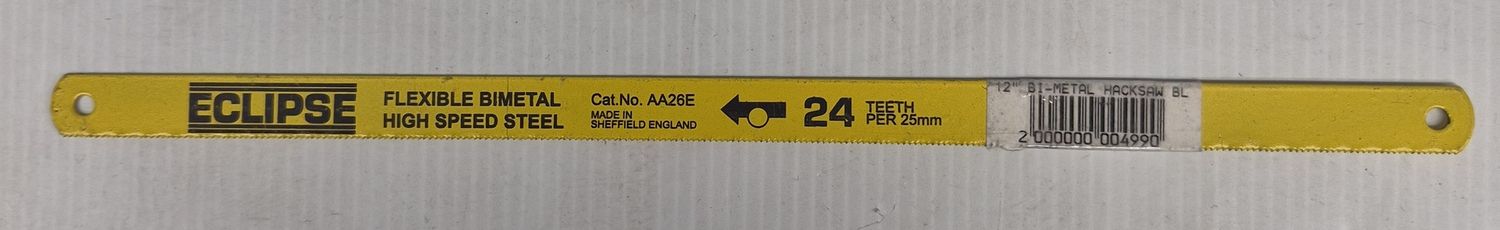 ECLIPSE
FLEXIBLE BIMETAL
HIGH SPEED STEEL
Cat.No. AA26E
MADE IN
SHEFFIELD ENGLAND
24
TEETH
PER 25mm
12" BI-METAL HACKSAW BL
2 000000 004990